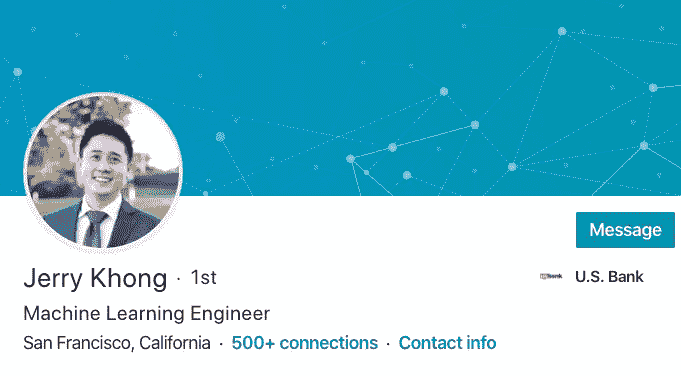 Message
Jerry Khong · 1st
U.S. Bank
Machine Learning Engineer
San Francisco, California · 500+ connections · Contact info